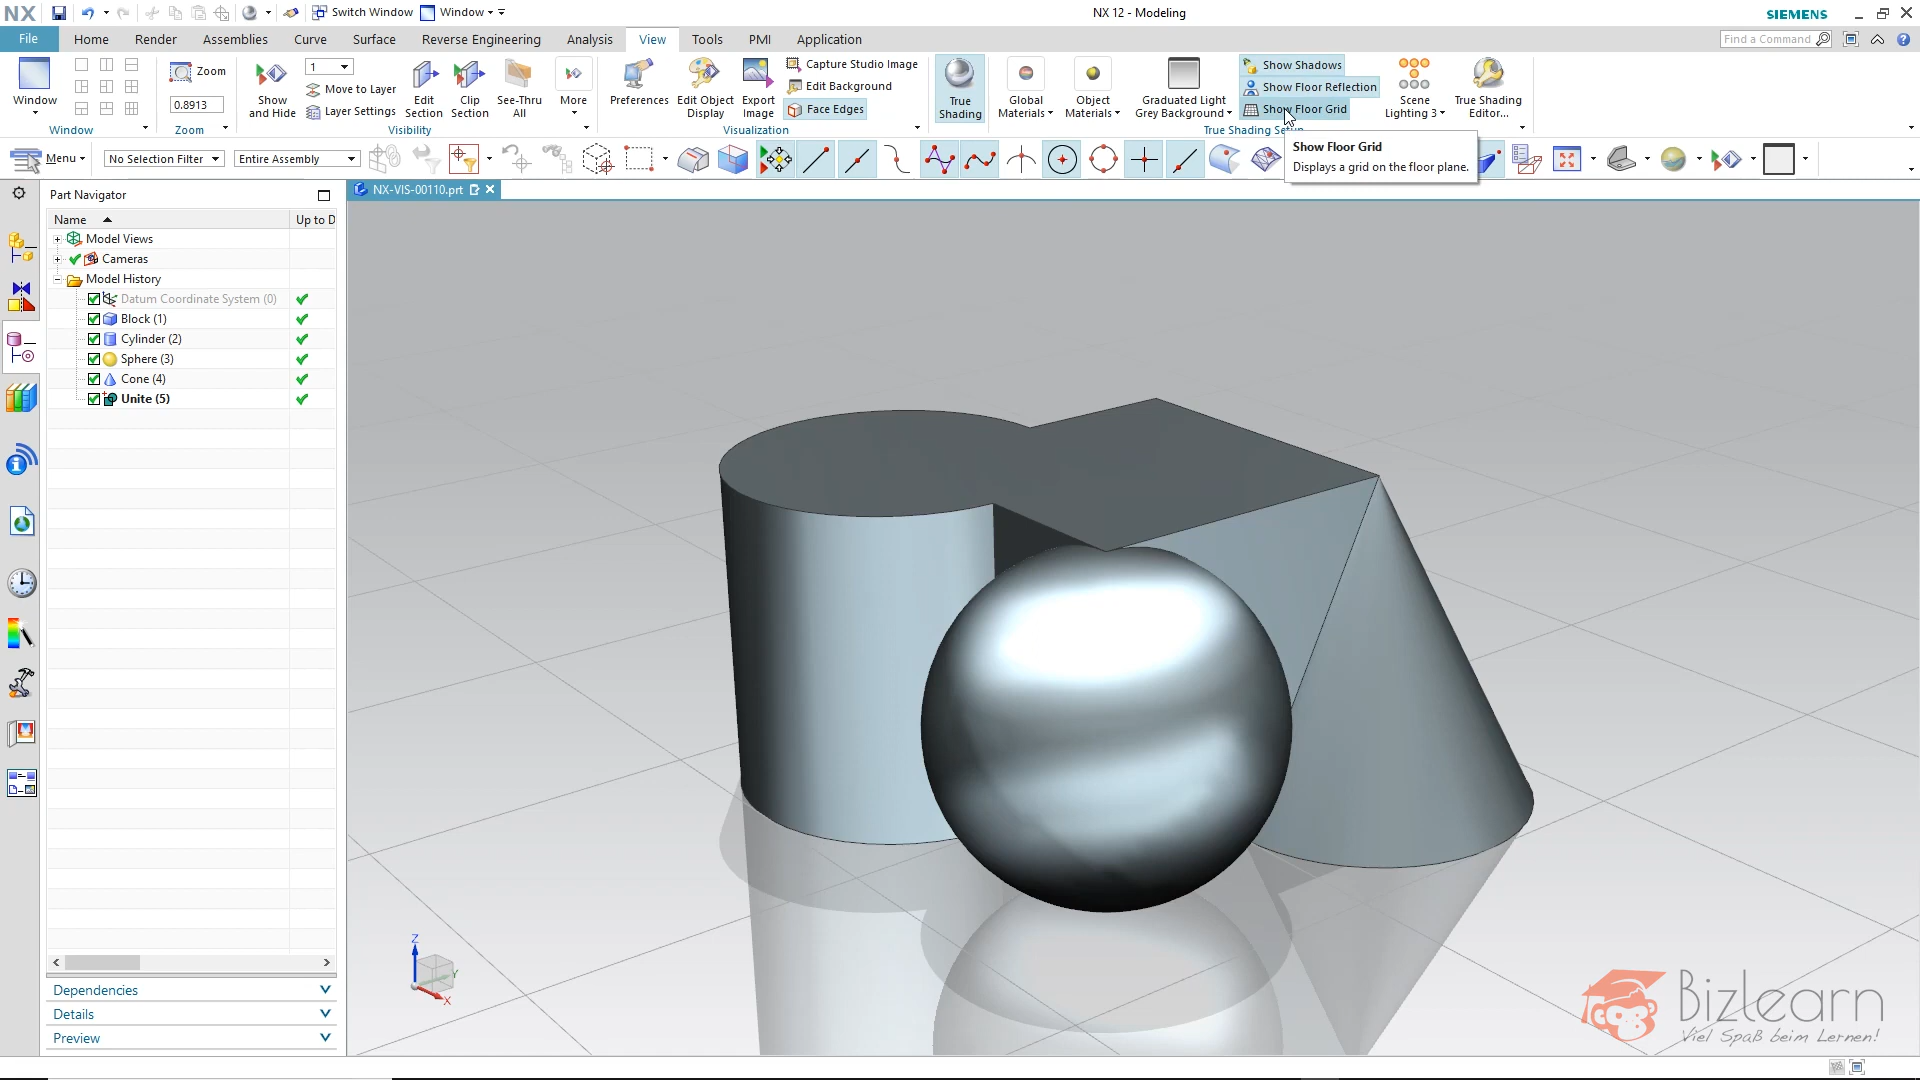 NX
Switch Window
Window
NX 12 - Modeling
SIEMENS
File
Home
Render
Assemblies
Curve
Surface
Reverse Engineering
Analysis
View
Tools
PMI
Application
Find a Command
Window
Window
Zoom
0.8913
Zoom
Show and Hide
1
Move to Layer
Layer Settings
Edit Section
Clip Section
See-Thru All
More
Visibility
Preferences
Edit Object Display
Export Image
Capture Studio Image
Edit Background
Face Edges
Visualization
True Shading
Global Materials
Object Materials
Graduated Light Grey Background
Show Shadows
Show Floor Reflection
Show Floor Grid
Scene Lighting 3
True Shading Editor...
True Shading Setup
Menu
No Selection Filter
Entire Assembly
Show Floor Grid
Displays a grid on the floor plane.
Part Navigator
NX-VIS-00110.prt
Name
Up to D
Model Views
Cameras
Model History
Datum Coordinate System (0)
Block (1)
Cylinder (2)
Sphere (3)
Cone (4)
Unite (5)
Z
Y
X
Dependencies
Details
Preview
Bizlearn
Viel Spaß beim Lernen!